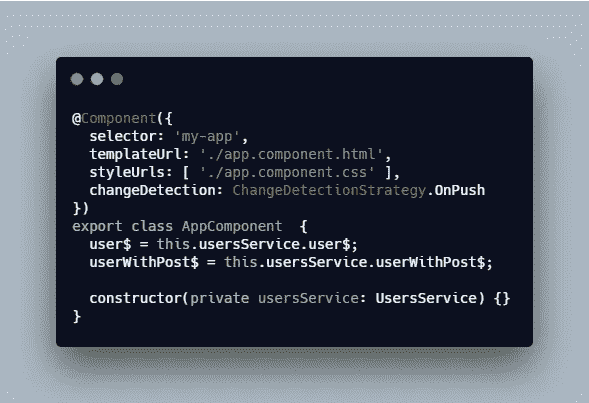 @Component({
  selector: 'my-app',
  templateUrl: './app.component.html',
  styleUrls: [ './app.component.css' ],
  changeDetection: ChangeDetectionStrategy.OnPush
})
export class AppComponent  {
  user$ = this.usersService.user$;
  userWithPost$ = this.usersService.userWithPost$;

  constructor(private usersService: UsersService) {}
}